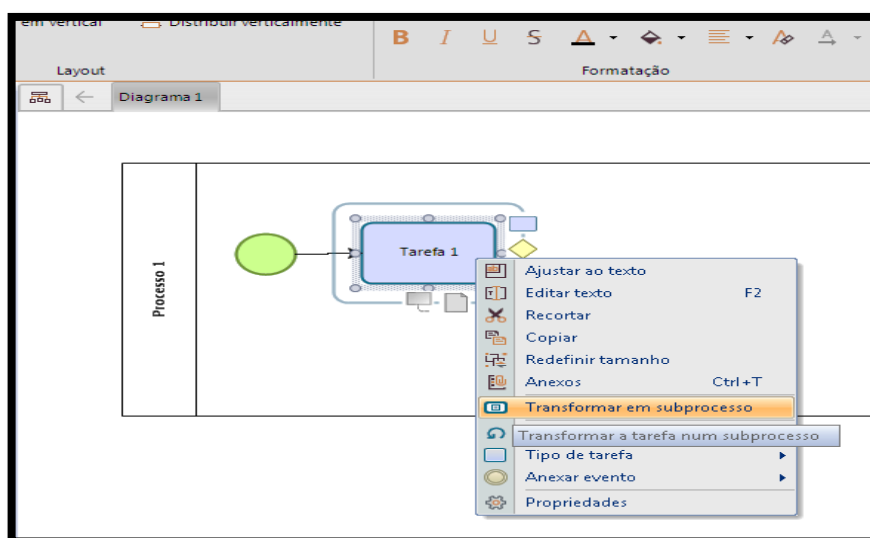 em vertical Distribuir verticalmente
B I U S A A
Layout Formatação
Diagrama 1
Processo 1
Tarefa 1
Ajustar ao texto
Editar texto F2
Recortar
Copiar
Redefinir tamanho
Anexos Ctrl+T
Transformar em subprocesso
Transformar a tarefa num subprocesso
Tipo de tarefa
Anexar evento
Propriedades